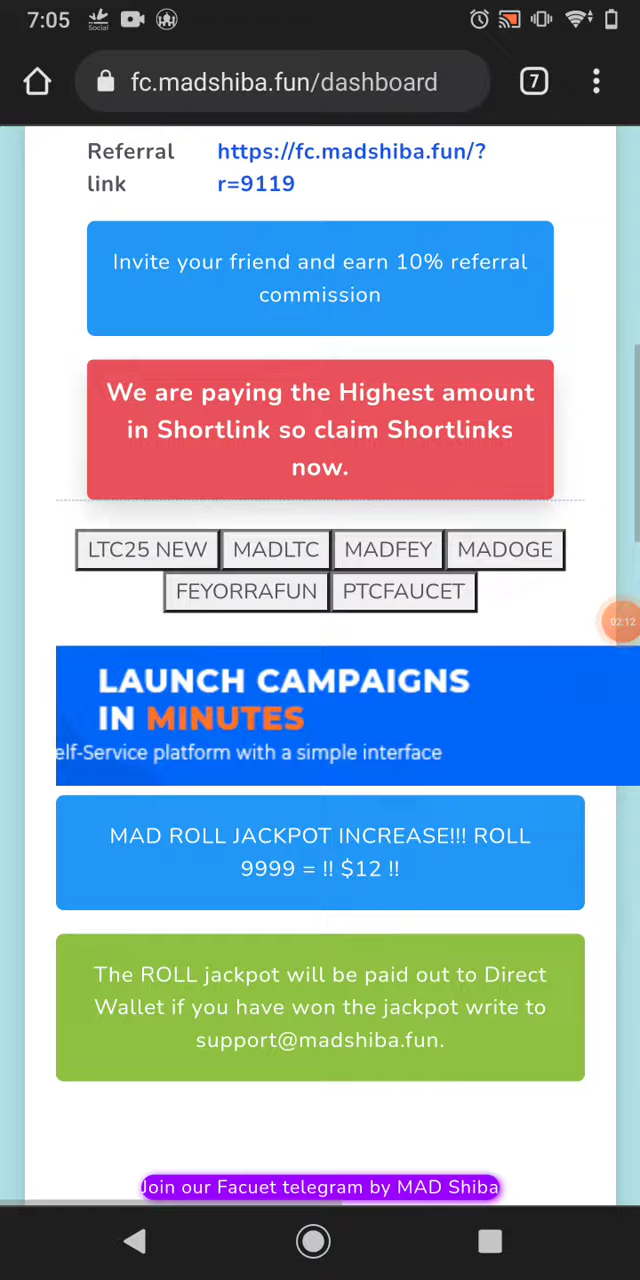 7:05
Social
fc.madshiba.fun/dashboard
7
Referral
link
https://fc.madshiba.fun/?
r=9119
Invite your friend and earn 10% referral
commission
We are paying the Highest amount
in Shortlink so claim Shortlinks
now.
LTC25 NEW
MADLTC
MADFEY
MADOGE
FEYORRAFUN
PTCFAUCET
02:12
LAUNCH CAMPAIGNS
IN MINUTES
elf-Service platform with a simple interface
MAD ROLL JACKPOT INCREASE!!! ROLL
9999 = !! $12 !!
The ROLL jackpot will be paid out to Direct
Wallet if you have won the jackpot write to
support@madshiba.fun.
Join our Facuet telegram by MAD Shiba